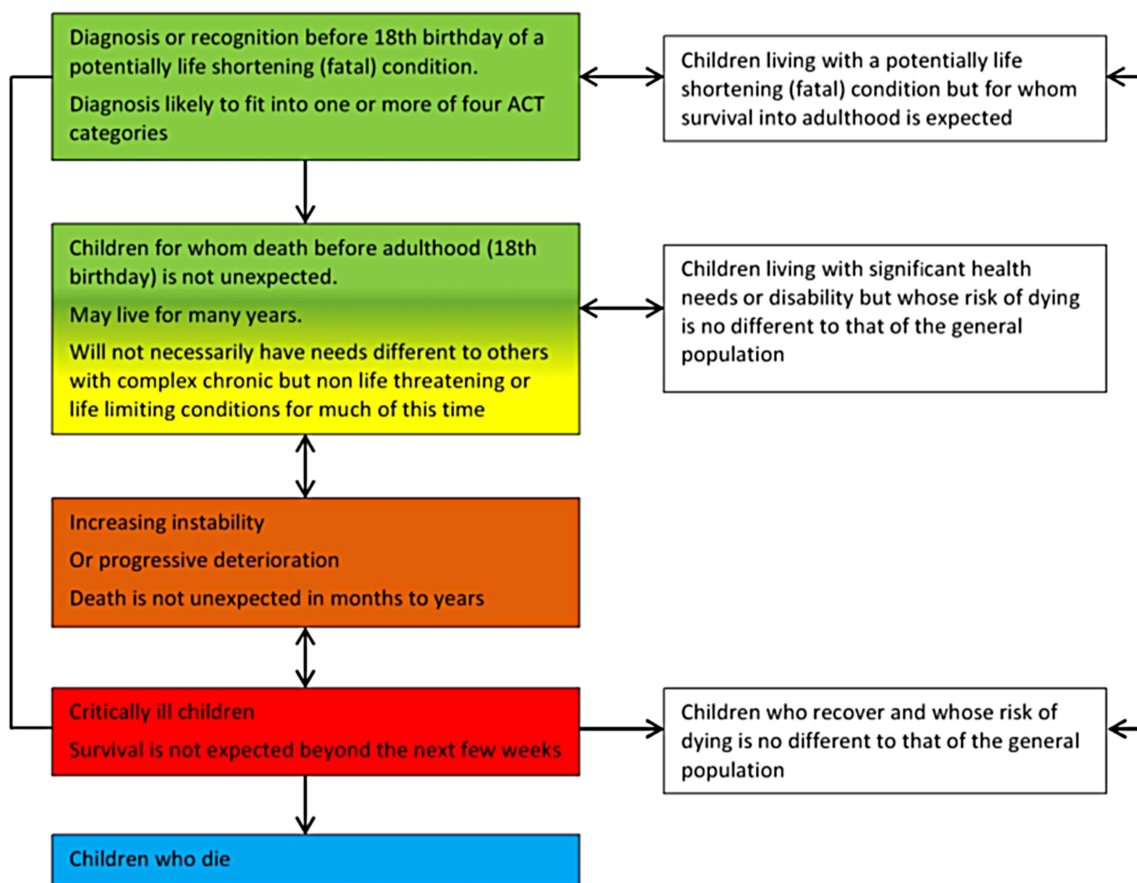 Diagnosis or recognition before 18th birthday of a
potentially life shortening (fatal) condition.
Diagnosis likely to fit into one or more of four ACT
categories
Children living with a potentially life
shortening (fatal) condition but for whom
survival into adulthood is expected
Children for whom death before adulthood (18th
birthday) is not unexpected.
May live for many years.
Will not necessarily have needs different to others
with complex chronic but non life threatening or
life limiting conditions for much of this time
Children living with significant health
needs or disability but whose risk of dying
is no different to that of the general
population
Increasing instability
Or progressive deterioration
Death is not unexpected in months to years
Critically ill children
Survival is not expected beyond the next few weeks
Children who recover and whose risk of
dying is no different to that of the general
population
Children who die